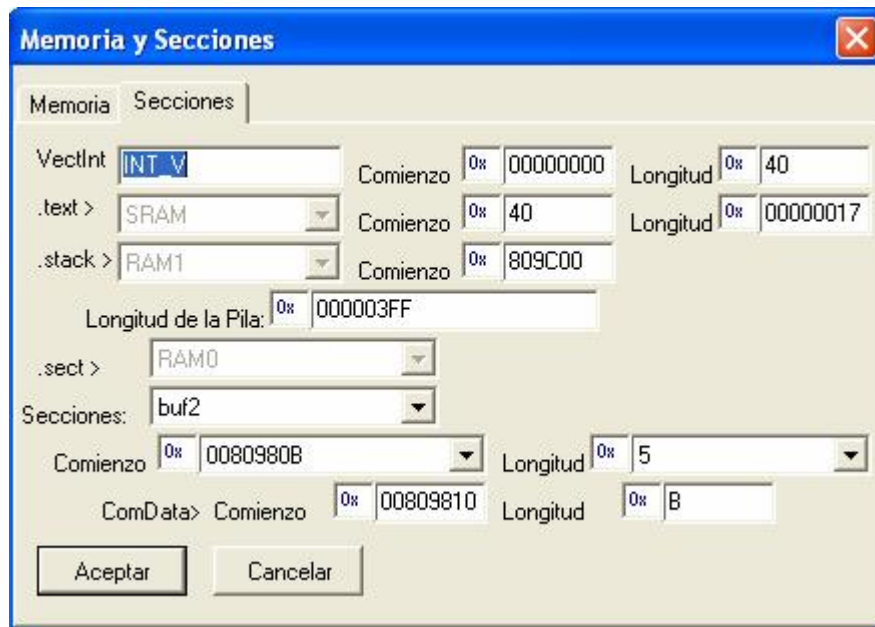 Memoria y Secciones
Memoria Secciones
VectInt INT_V Comienzo 0x 00000000 Longitud 0x 40
.text > SRAM Comienzo 0x 40 Longitud 0x 00000017
.stack > RAM1 Comienzo 0x 809C00
Longitud de la Pila: 0x 000003FF
.sect > RAM0
Secciones: buf2
Comienzo 0x 0080980B Longitud 0x 5
ComData> Comienzo 0x 00809810 Longitud 0x B
Aceptar Cancelar